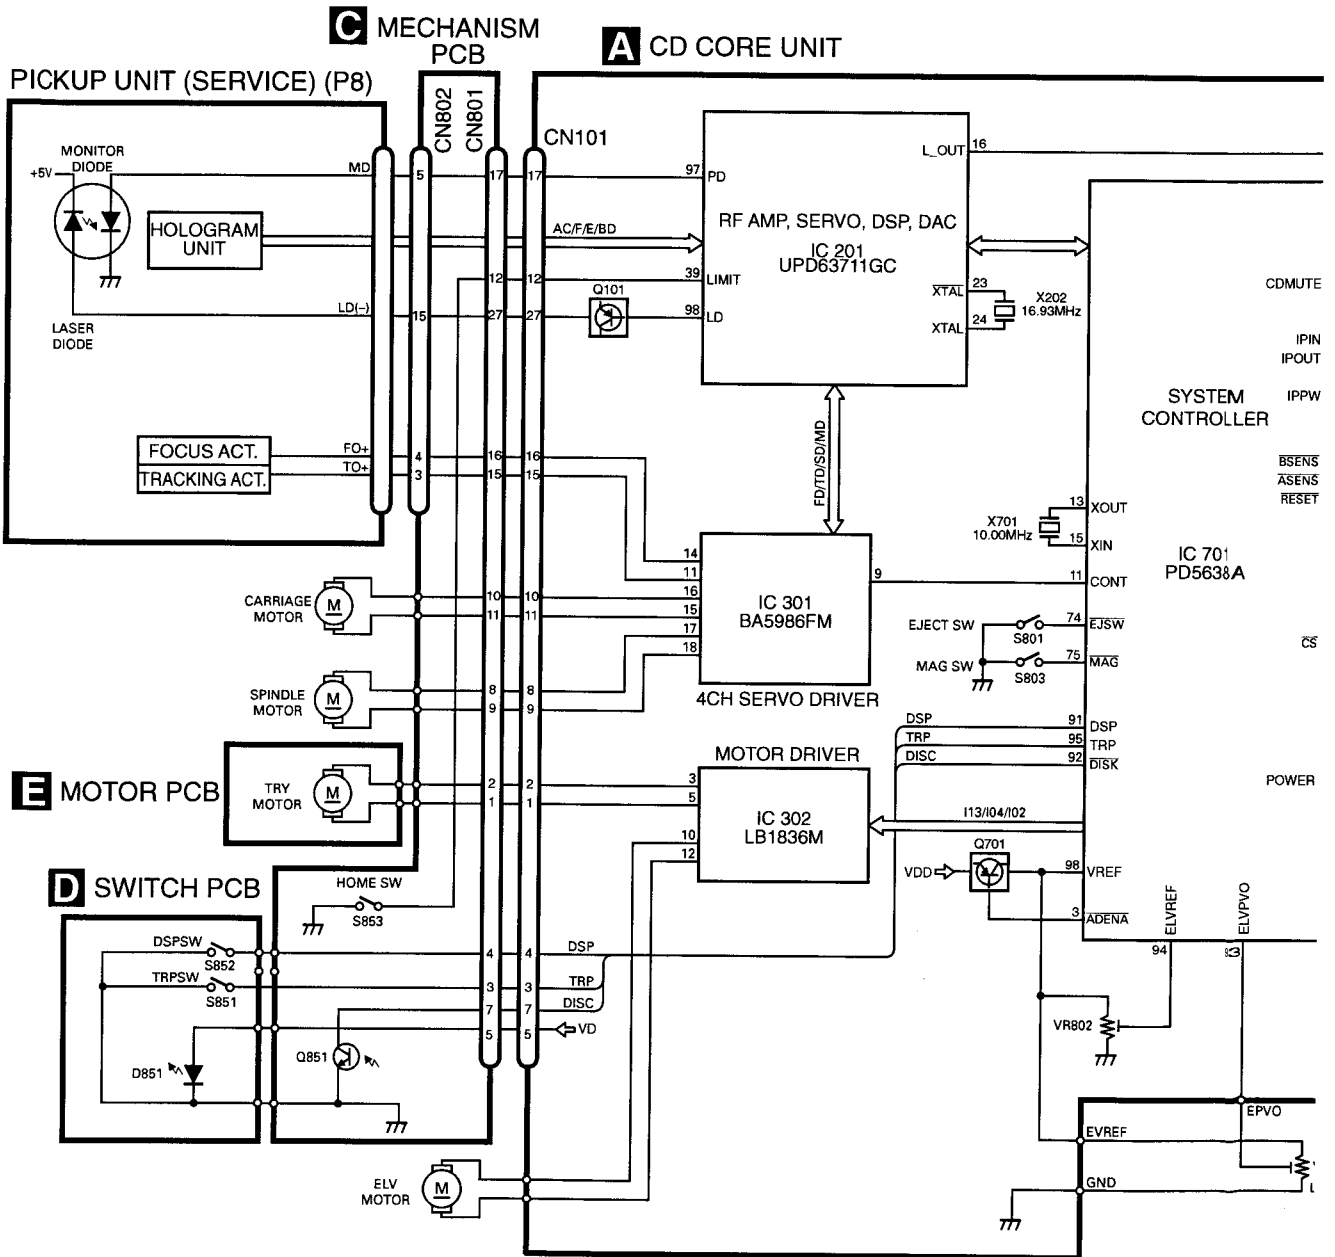 C MECHANISM
PCB
A CD CORE UNIT
PICKUP UNIT (SERVICE) (P8)
CN802
CN801
CN101
MONITOR
DIODE
+5V
MD
5
17
17
97
PD
L_OUT
16
HOLOGRAM
UNIT
AC/F/E/BD
RF AMP, SERVO, DSP, DAC
IC 201
UPD63711GC
12
12
39
LIMIT
Q101
LD(-)
15
27
27
98
LD
LASER
DIODE
XTAL
23
X202
16.93MHz
XTAL
24
CDMUTE
IPIN
IPOUT
IPPW
SYSTEM
CONTROLLER
FOCUS ACT.
FO+
4
16
16
TRACKING ACT.
TO+
3
15
15
FD/TD/SD/MD
BSENS
ASENS
RESET
13
XOUT
X701
10.00MHz
15
XIN
IC 701
PD5638A
14
11
9
11
CONT
CARRIAGE
MOTOR
M
10
10
16
11
11
15
IC 301
BA5986FM
17
18
EJECT SW
S801
74
EJSW
MAG SW
S803
75
MAG
CS
SPINDLE
MOTOR
M
8
8
9
9
4CH SERVO DRIVER
DSP
91
DSP
TRP
95
TRP
DISC
92
DISK
E MOTOR PCB
TRY
MOTOR
M
2
2
1
1
MOTOR DRIVER
3
5
IC 302
LB1836M
10
12
POWER
I13/I04/I02
Q701
VDD
98
VREF
3
ADENA
ELVREF
ELVPVO
94
D SWITCH PCB
HOME SW
S853
DSPSW
S852
4
4
DSP
TRPSW
S851
3
3
TRP
7
7
DISC
5
5
VD
D851
Q851
VR802
EPVO
EVREF
GND
ELV
MOTOR
M